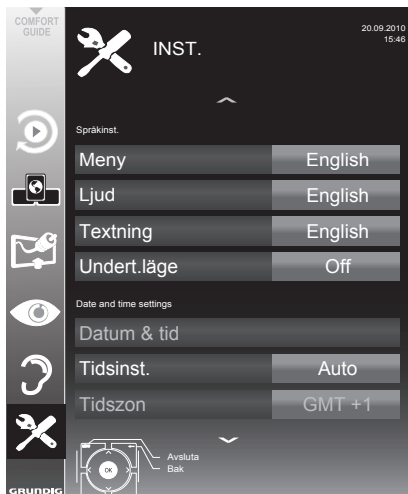 COMFORT
GUIDE
INST.
20.09.2010
15:46
Språkinst.
Meny English
Ljud English
Textning English
Undert.läge Off
Date and time settings
Datum & tid
Tidsinst. Auto
Tidszon GMT +1
OK
Avsluta
Bak
GRUNDIG